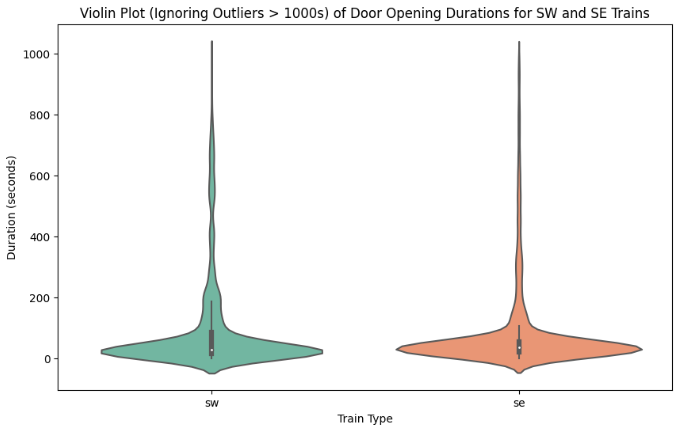 Violin Plot (Ignoring Outliers > 1000s) of Door Opening Durations for SW and SE Trains
1000
800
600
400
200
0
Duration (seconds)
sw
se
Train Type